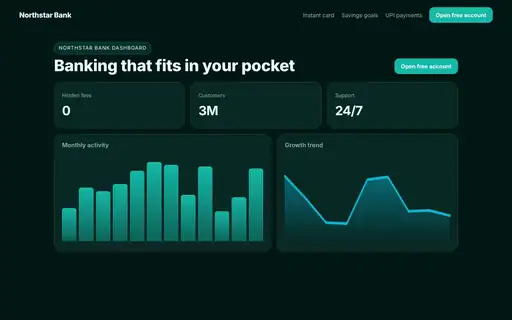 Northstar Bank
Instant card
Savings goals
UPI payments
Open free account
NORTHSTAR BANK DASHBOARD
Banking that fits in your pocket
Open free account
Hidden fees
0
Customers
3M
Support
24/7
Monthly activity
Growth trend